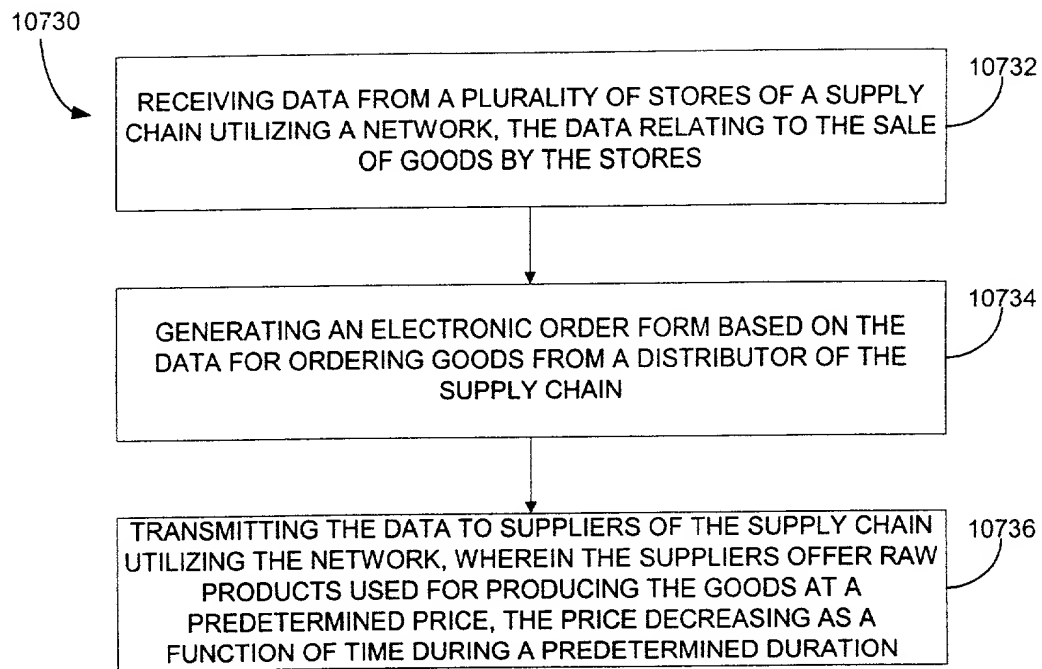 10730
10732
RECEIVING DATA FROM A PLURALITY OF STORES OF A SUPPLY
CHAIN UTILIZING A NETWORK, THE DATA RELATING TO THE SALE
OF GOODS BY THE STORES
10734
GENERATING AN ELECTRONIC ORDER FORM BASED ON THE
DATA FOR ORDERING GOODS FROM A DISTRIBUTOR OF THE
SUPPLY CHAIN
10736
TRANSMITTING THE DATA TO SUPPLIERS OF THE SUPPLY CHAIN
UTILIZING THE NETWORK, WHEREIN THE SUPPLIERS OFFER RAW
PRODUCTS USED FOR PRODUCING THE GOODS AT A
PREDETERMINED PRICE, THE PRICE DECREASING AS A
FUNCTION OF TIME DURING A PREDETERMINED DURATION